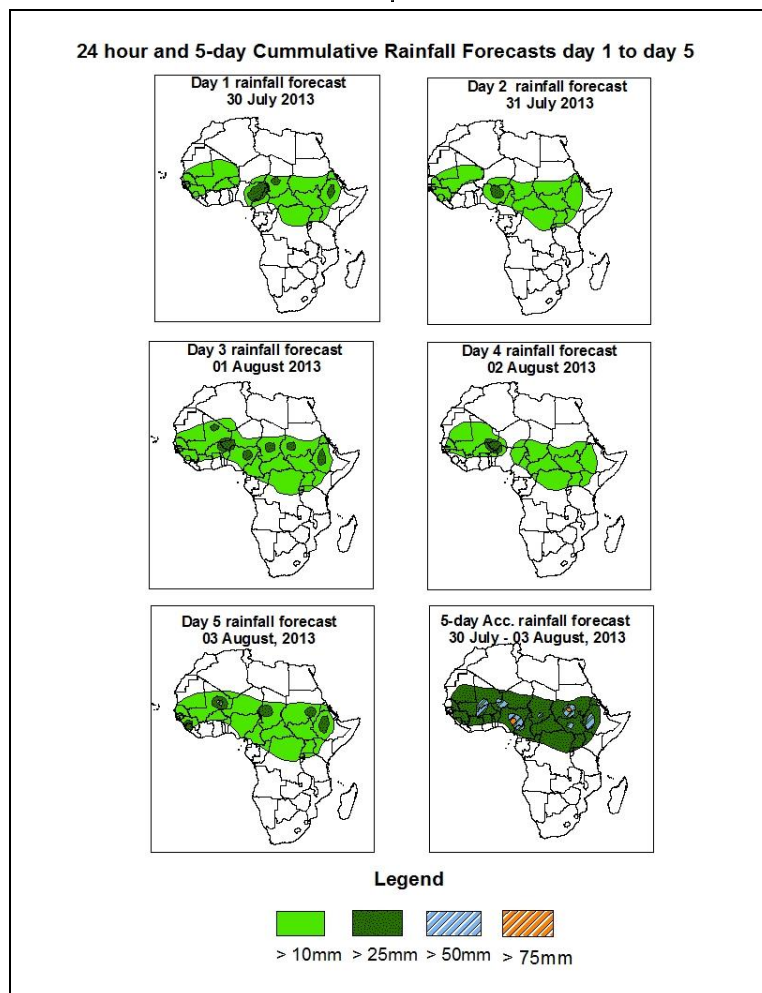 24 hour and 5-day Cummulative Rainfall Forecasts day 1 to day 5
Day 1 rainfall forecast
30 July 2013
Day 2 rainfall forecast
31 July 2013
Day 3 rainfall forecast
01 August 2013
Day 4 rainfall forecast
02 August 2013
Day 5 rainfall forecast
03 August, 2013
5-day Acc. rainfall forecast
30 July - 03 August, 2013
Legend
> 10mm > 25mm > 50mm > 75mm